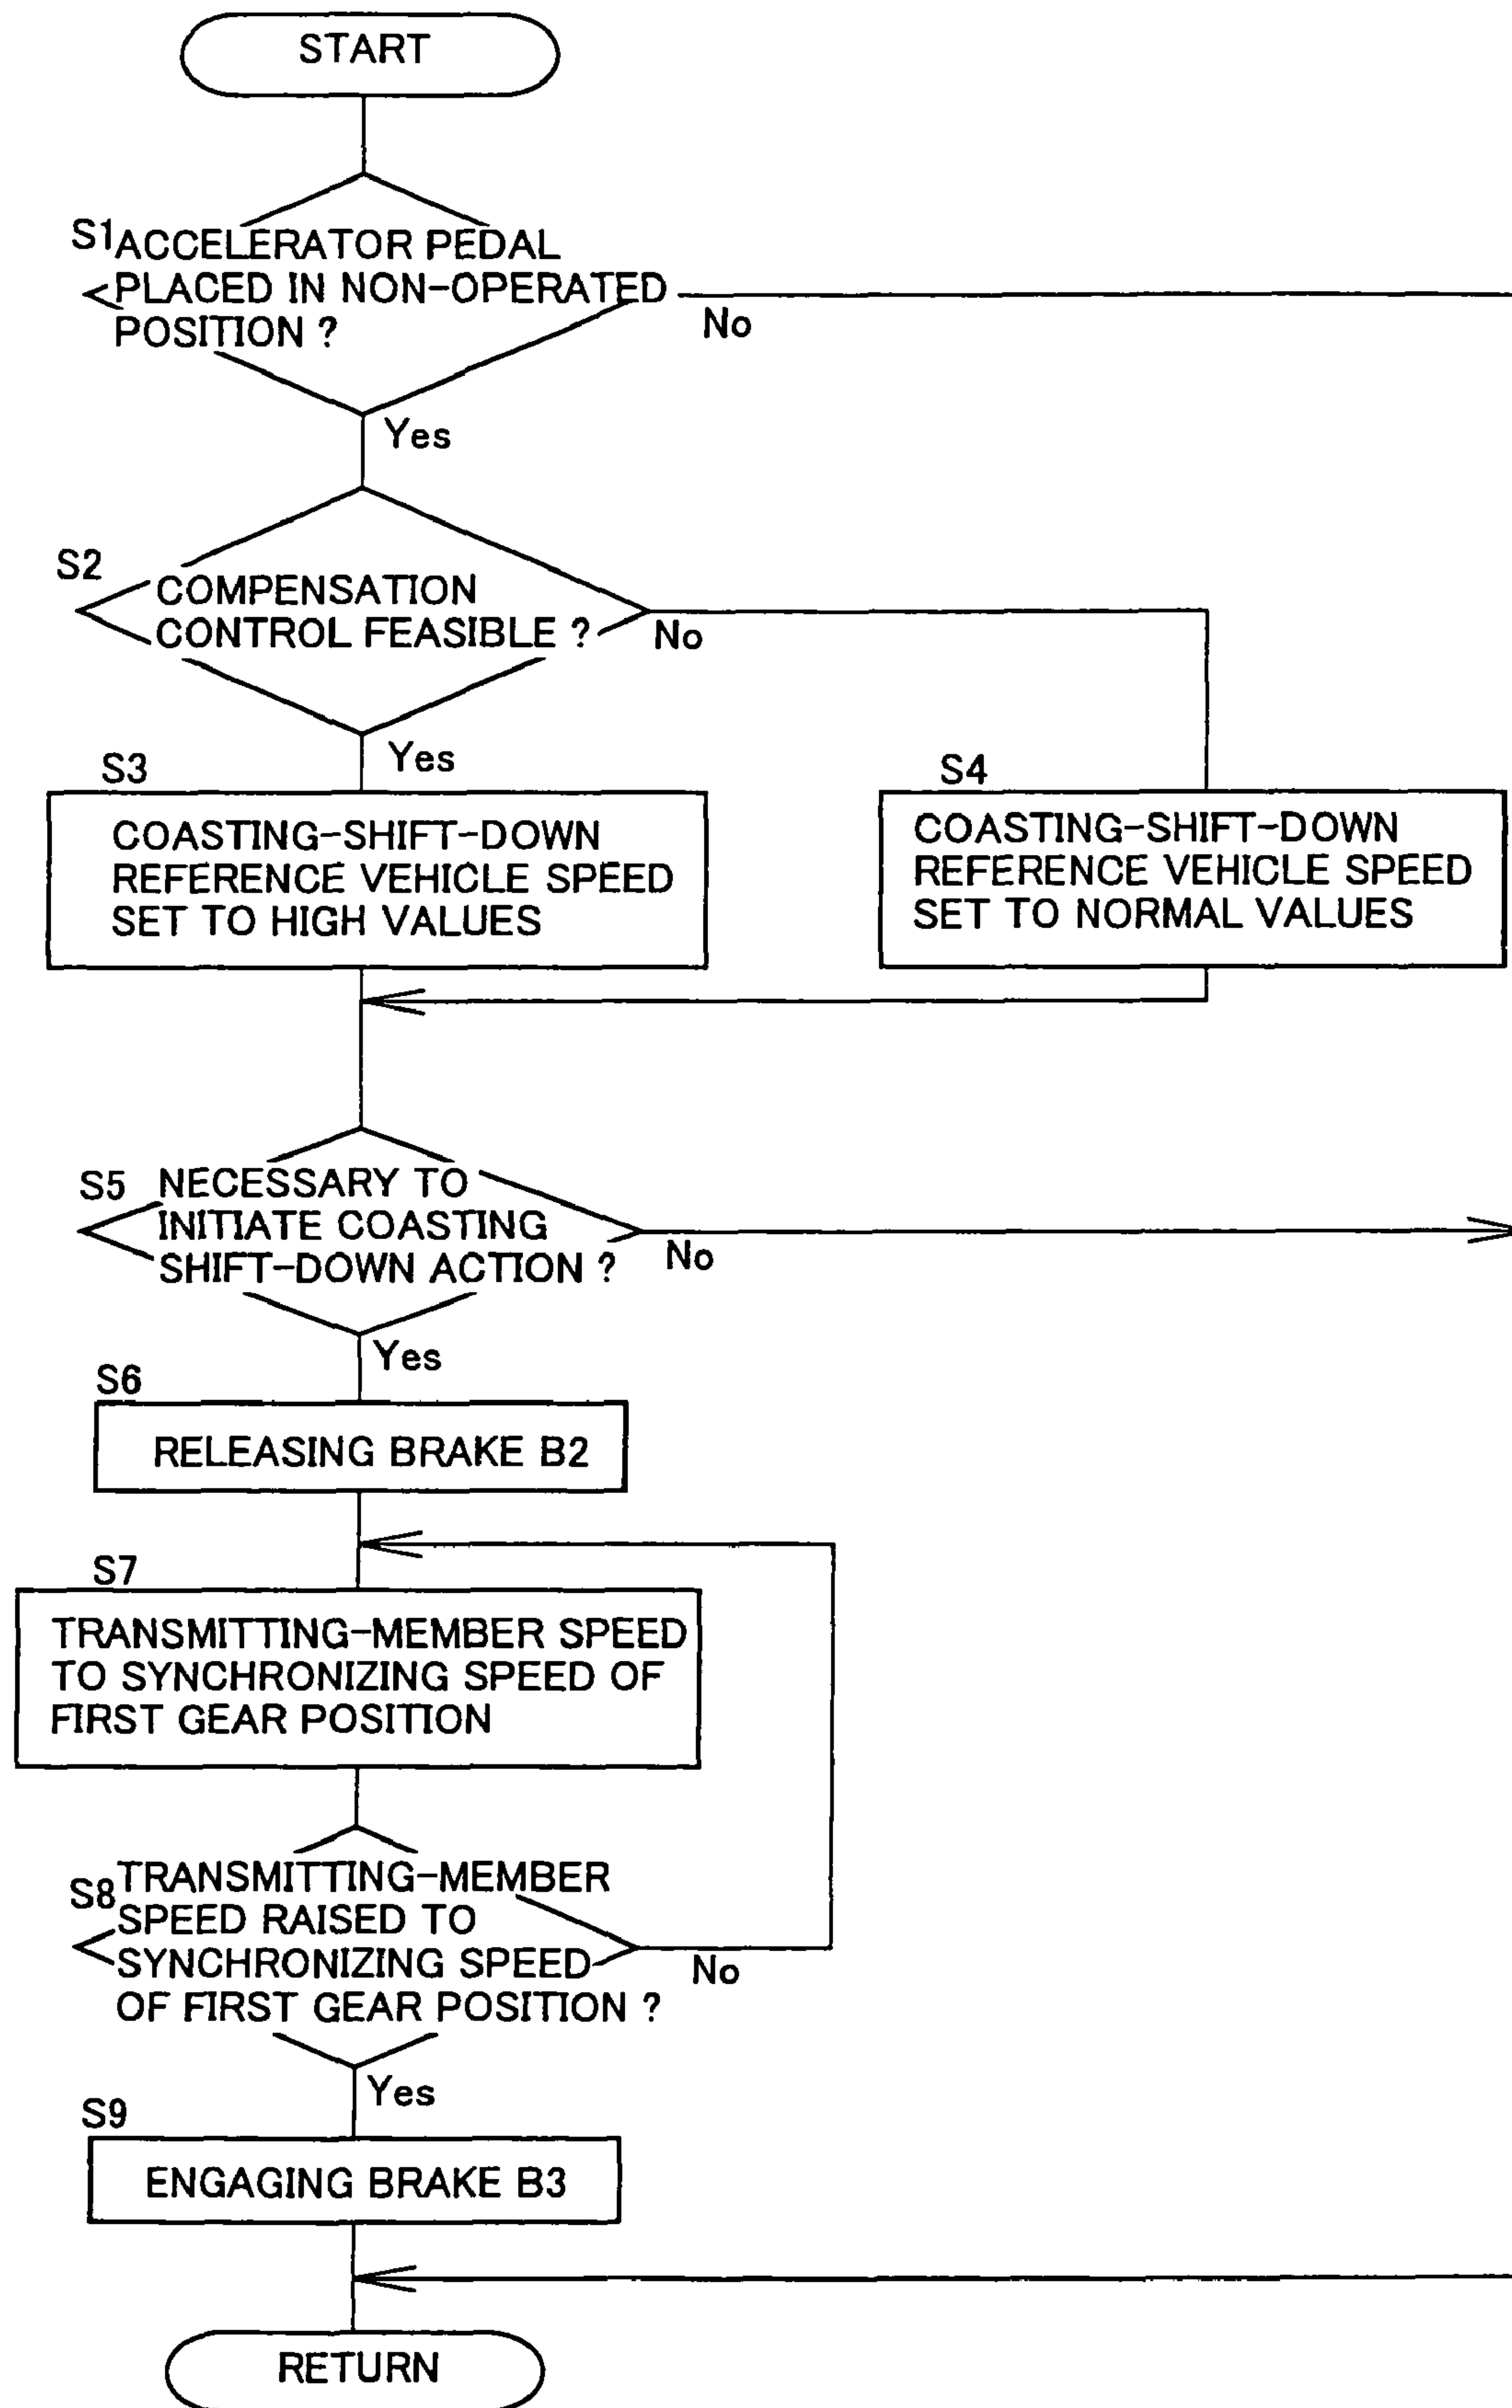 START
S1
ACCELERATOR PEDAL
PLACED IN NON-OPERATED
POSITION ?
No
Yes
S2
COMPENSATION
CONTROL FEASIBLE ?
No
Yes
S3
COASTING-SHIFT-DOWN
REFERENCE VEHICLE SPEED
SET TO HIGH VALUES
S4
COASTING-SHIFT-DOWN
REFERENCE VEHICLE SPEED
SET TO NORMAL VALUES
S5
NECESSARY TO
INITIATE COASTING
SHIFT-DOWN ACTION ?
No
Yes
S6
RELEASING BRAKE B2
S7
TRANSMITTING-MEMBER SPEED
TO SYNCHRONIZING SPEED OF
FIRST GEAR POSITION
S8
TRANSMITTING-MEMBER
SPEED RAISED TO
SYNCHRONIZING SPEED
OF FIRST GEAR POSITION ?
No
Yes
S9
ENGAGING BRAKE B3
RETURN